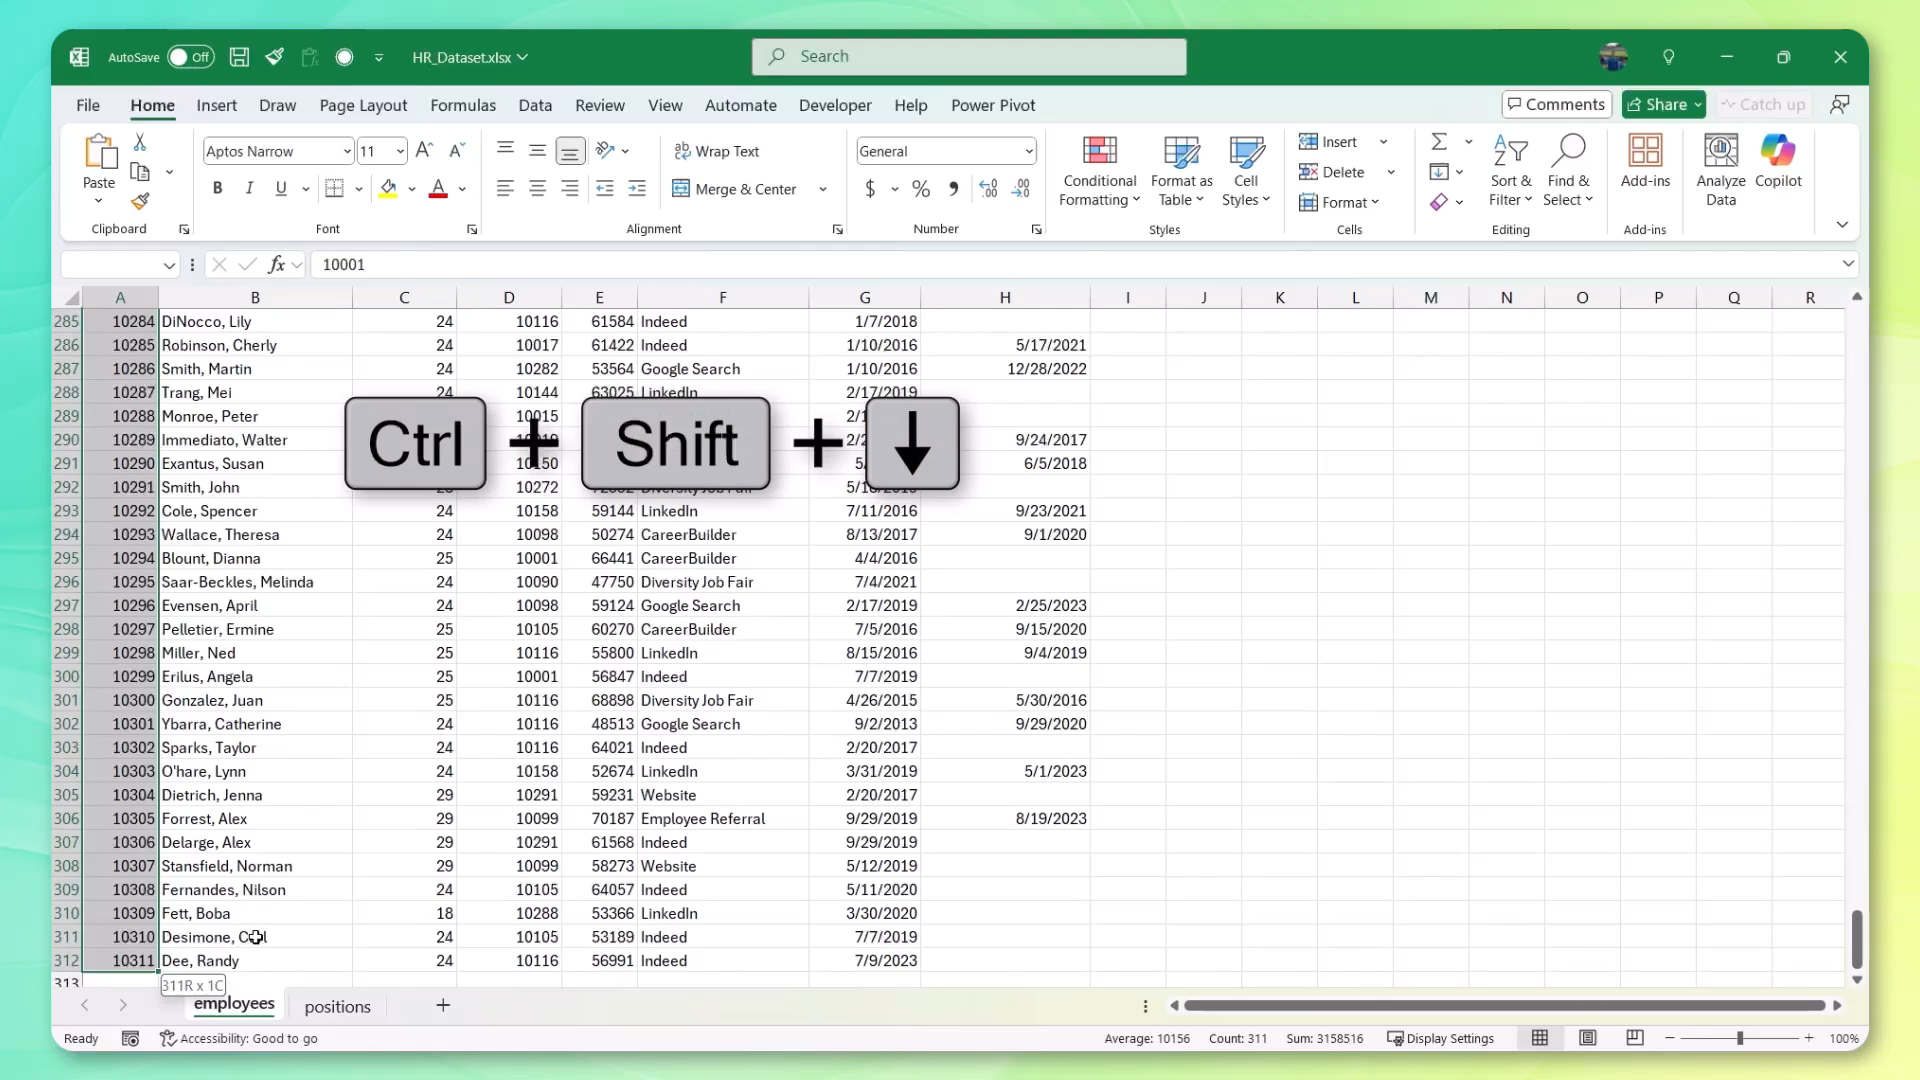 AutoSave Off HR_Dataset.xlsx Search
File Home Insert Draw Page Layout Formulas Data Review View Automate Developer Help Power Pivot Comments Share Catch up
Paste
Clipboard
Aptos Narrow 11
B I U A
Font
ab Wrap Text
Merge & Center
Alignment
General
$ % 9
Number
Conditional Formatting
Format as Table
Cell Styles
Styles
Insert
Delete
Format
Cells
Sort & Filter
Find & Select
Editing
Add-ins
Add-ins
Analyze Data
Copilot
fx 10001
A B C D E F G H I J K L M N O P Q R
285 10284 DiNocco, Lily 24 10116 61584 Indeed 1/7/2018
286 10285 Robinson, Cherly 24 10017 61422 Indeed 1/10/2016 5/17/2021
287 10286 Smith, Martin 24 10282 53564 Google Search 1/10/2016 12/28/2022
288 10287 Trang, Mei 24 10144 63025 LinkedIn 2/17/2019
289 10288 Monroe, Peter 10015
290 10289 Immediato, Walter 9/24/2017
291 10290 Exantus, Susan 6/5/2018
292 10291 Smith, John 10272
293 10292 Cole, Spencer 24 10158 59144 LinkedIn 7/11/2016 9/23/2021
294 10293 Wallace, Theresa 24 10098 50274 CareerBuilder 8/13/2017 9/1/2020
295 10294 Blount, Dianna 25 10001 66441 CareerBuilder 4/4/2016
296 10295 Saar-Beckles, Melinda 24 10090 47750 Diversity Job Fair 7/4/2021
297 10296 Evensen, April 24 10098 59124 Google Search 2/17/2019 2/25/2023
298 10297 Pelletier, Ermine 25 10105 60270 CareerBuilder 7/5/2016 9/15/2020
299 10298 Miller, Ned 25 10116 55800 LinkedIn 8/15/2016 9/4/2019
300 10299 Erilus, Angela 25 10001 56847 Indeed 7/7/2019
301 10300 Gonzalez, Juan 25 10116 68898 Diversity Job Fair 4/26/2015 5/30/2016
302 10301 Ybarra, Catherine 24 10116 48513 Google Search 9/2/2013 9/29/2020
303 10302 Sparks, Taylor 24 10116 64021 Indeed 2/20/2017
304 10303 O'hare, Lynn 24 10158 52674 LinkedIn 3/31/2019 5/1/2023
305 10304 Dietrich, Jenna 29 10291 59231 Website 2/20/2017
306 10305 Forrest, Alex 29 10099 70187 Employee Referral 9/29/2019 8/19/2023
307 10306 Delarge, Alex 29 10291 61568 Indeed 9/29/2019
308 10307 Stansfield, Norman 29 10099 58273 Website 5/12/2019
309 10308 Fernandes, Nilson 24 10105 64057 Indeed 5/11/2020
310 10309 Fett, Boba 18 10288 53366 LinkedIn 3/30/2020
311 10310 Desimone, 24 10105 53189 Indeed 7/7/2019
312 10311 Dee, Randy 24 10116 56991 Indeed 7/9/2023
313
Ctrl + Shift + ↓
311R x 1C
employees positions +
Ready Accessibility: Good to go Average: 10156 Count: 311 Sum: 3158516 Display Settings 100%